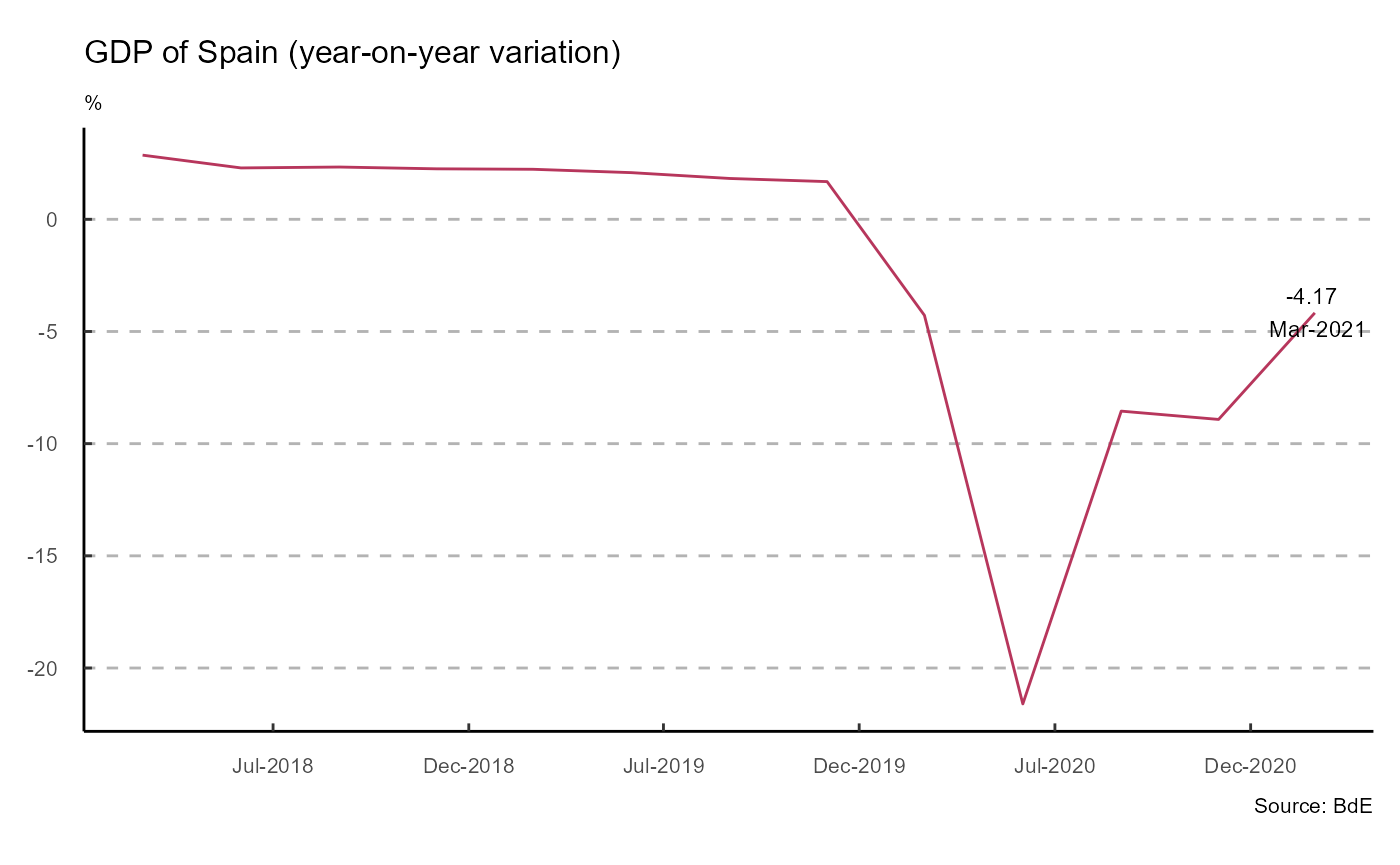 GDP of Spain (year-on-year variation)
%
0
-5
-10
-15
-20
-4.17
Mar-2021
Jul-2018
Dec-2018
Jul-2019
Dec-2019
Jul-2020
Dec-2020
Source: BdE